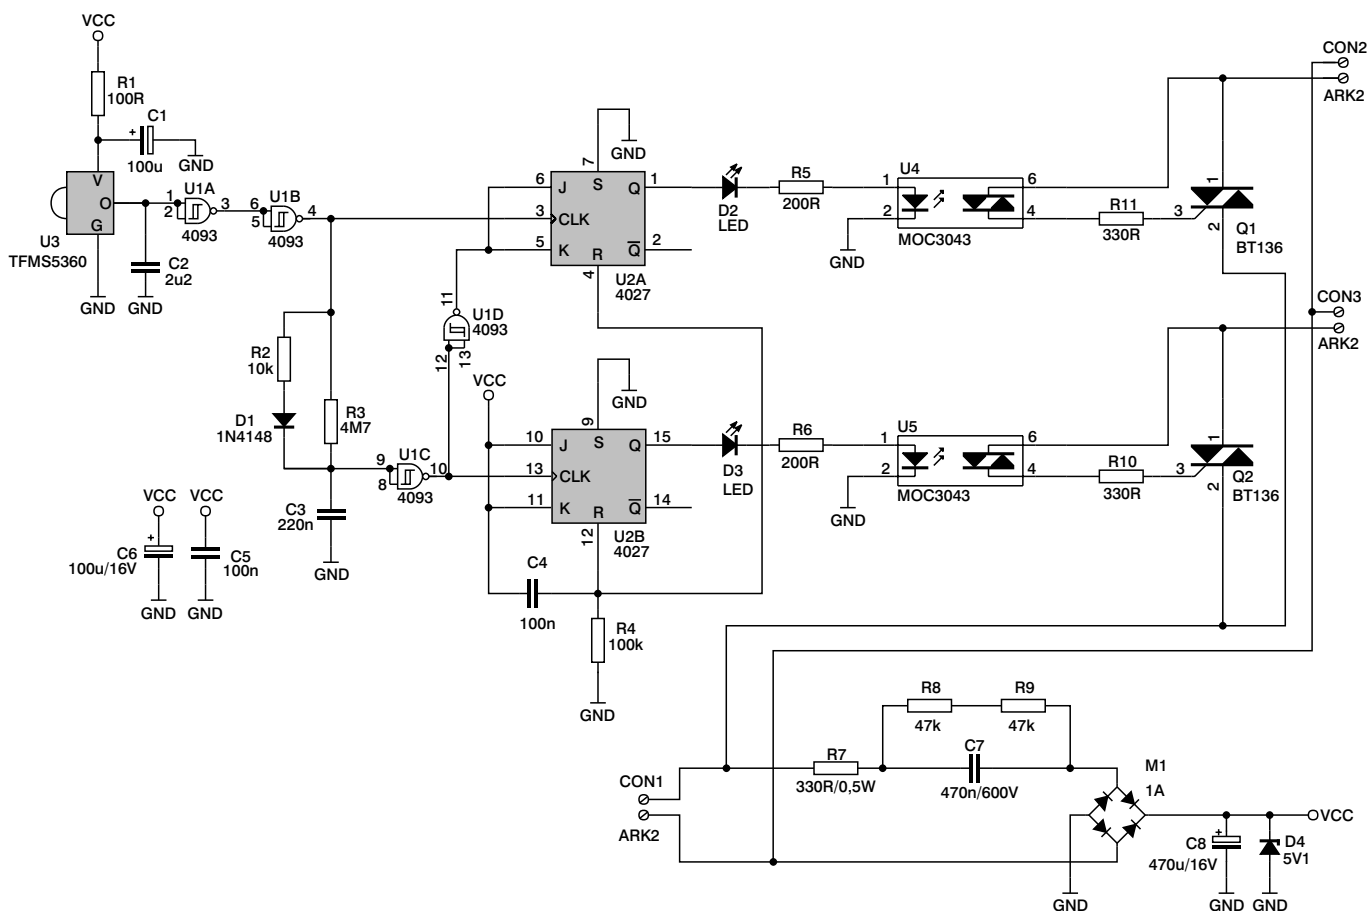 VCC
R1
100R
C1
+
100u
GND
V
O
G
U3
TFMS5360
GND
C2
2u2
GND
1
2
U1A
3
4093
6
5
U1B
4
4093
R2
10k
D1
1N4148
R3
4M7
C3
220n
GND
9
8
U1C
10
4093
11
U1D
4093
12
13
VCC
C6
+
100u/16V
GND
VCC
C5
100n
GND
7
GND
6
J
S
Q
1
3
CLK
5
K
R
Q
2
4
U2A
4027
VCC
9
GND
10
J
S
Q
15
13
CLK
11
K
R
Q
14
12
U2B
4027
C4
100n
R4
100k
GND
D2
LED
R5
200R
U4
1
2
6
4
MOC3043
GND
R11
330R
1
3
2
Q1
BT136
CON2
ARK2
D3
LED
R6
200R
U5
1
2
6
4
MOC3043
GND
R10
330R
1
3
2
Q2
BT136
CON3
ARK2
R8
47k
R9
47k
R7
330R/0,5W
C7
470n/600V
CON1
ARK2
M1
1A
GND
C8
+
470u/16V
GND
D4
5V1
GND
VCC